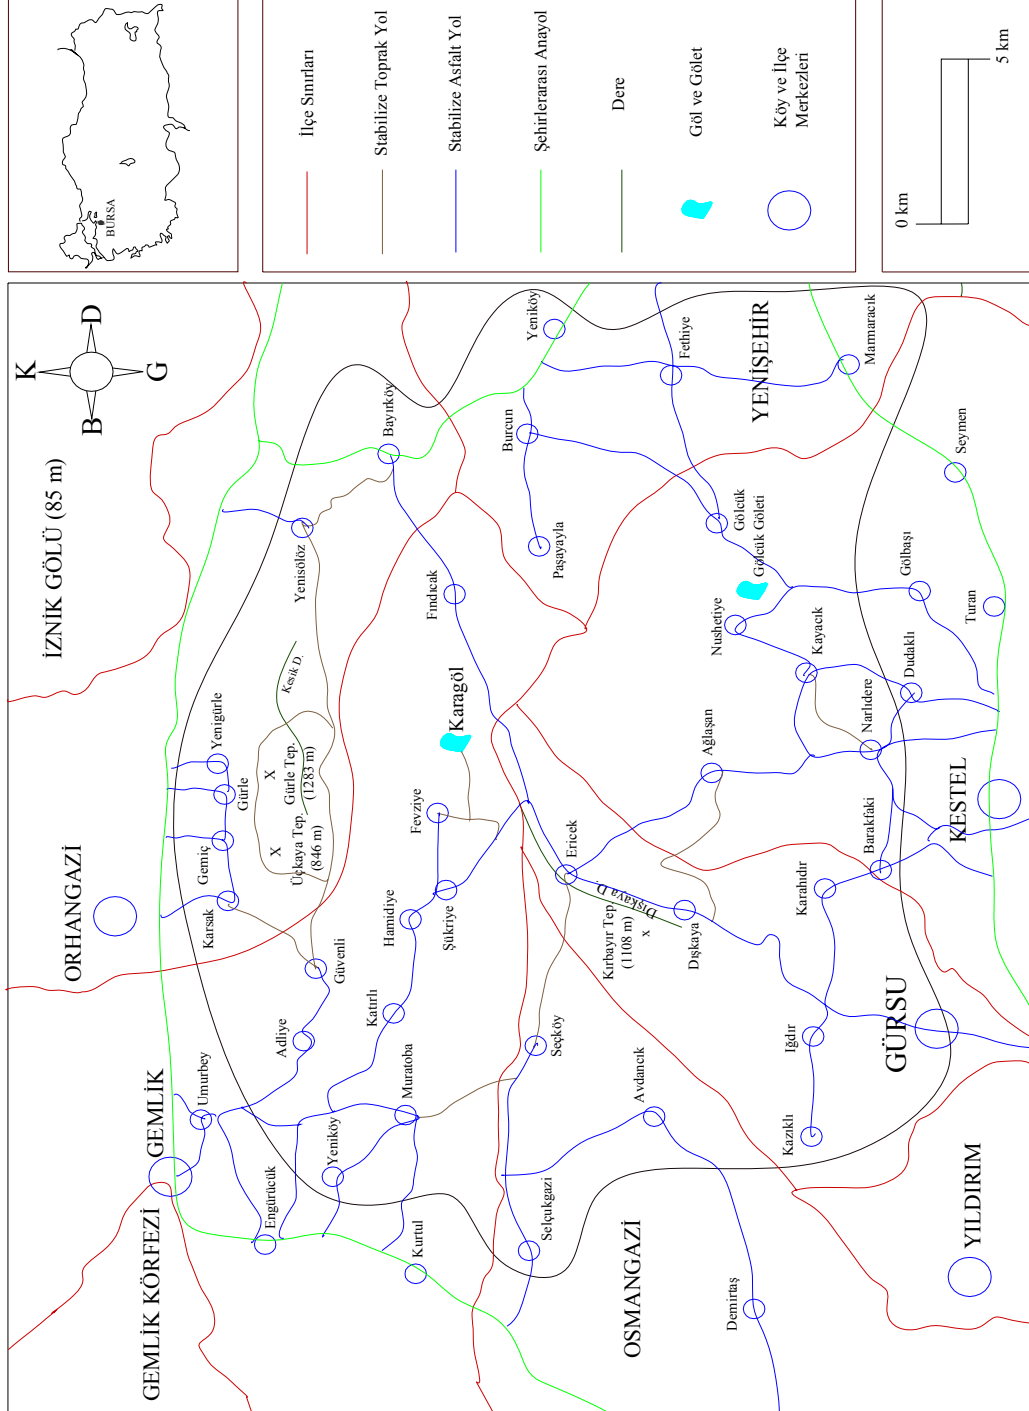 BURSA
İlçe Sınırları
Stabilize Toprak Yol
Stabilize Asfalt Yol
Şehirlerarası Anayol
Dere
Göl ve Gölet
Köy ve İlçe
Merkezleri
0 km
5 km
K
B
D
G
GEMLİK KÖRFEZİ
GEMLİK
ORHANGAZİ
İZNİK GÖLÜ (85 m)
Umurbey
Engürücük
Yeniköy
Kurtul
Muratoba
Adliye
Güvenli
Katırlı
Hamidiye
Şükriye
Fevziye
Karsak
Gemiç
Gürle
Yenigürle
X
Üçkaya Tep.
(846 m)
X
Gürle Tep.
(1283 m)
Kesik D.
Yenisölöz
Bayırköy
Karagöl
Fındıcak
Yeniköy
Burcun
Paşayayla
Fethiye
YENİŞEHİR
Marmaracık
Seymen
Gölcük
Gölcük Göleti
Nushetiye
Kayacık
Gölbaşı
Turan
Dudaklı
Narlıdere
Ağlaşan
Ericek
Dışkaya D.
Kırbayır Tep.
(1108 m)
x
Dışkaya
Seçköy
Selçukgazi
Avdancık
OSMANGAZİ
Demirtaş
Kazıklı
Iğdır
Karahıdır
Barakfaki
KESTEL
GÜRSU
YILDIRIM